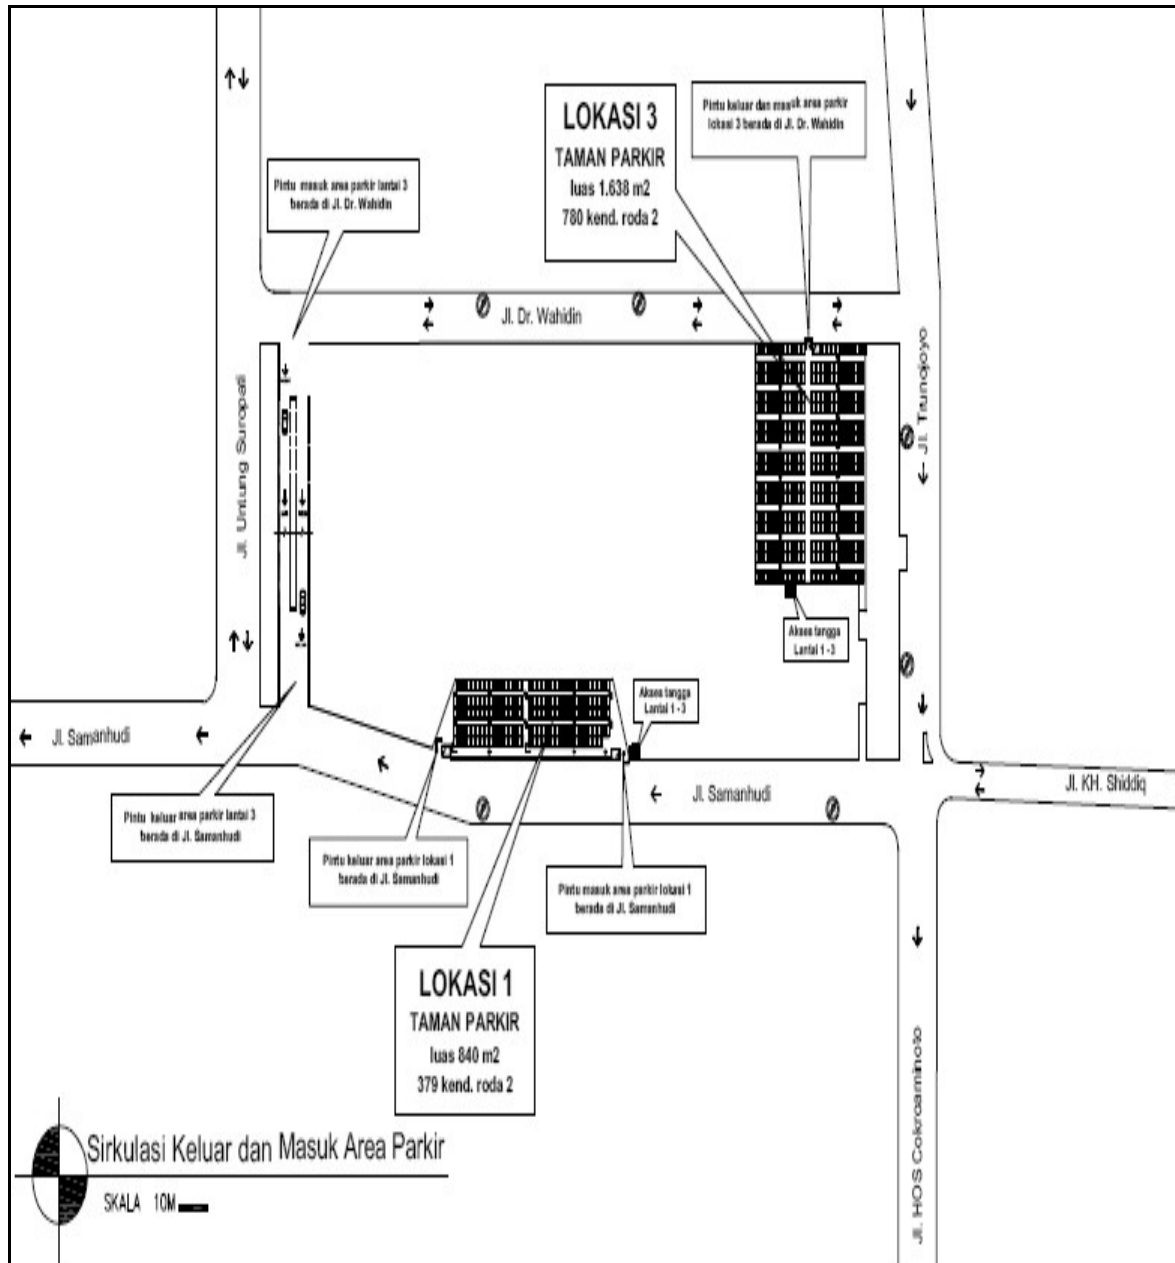 LOKASI 3
TAMAN PARKIR
luas 1.638 m2
780 kend. roda 2
Pintu keluar dan masuk area parkir
lokasi 3 berada di Jl. Dr. Wahidin
Pintu masuk area parkir lantai 3
berada di Jl. Dr. Wahidin
Jl. Dr. Wahidin
Jl. Trunojoyo
Jl. Untung Suropati
Akses tangga
Lantai 1 - 3
Akses tangga
Lantai 1 - 3
Jl. Samanhudi
Jl. Samanhudi
Jl. KH. Shiddiq
Pintu keluar area parkir lantai 3
berada di Jl. Samanhudi
Pintu keluar area parkir lokasi 1
berada di Jl. Samanhudi
Pintu masuk area parkir lokasi 1
berada di Jl. Samanhudi
LOKASI 1
TAMAN PARKIR
luas 840 m2
379 kend. roda 2
Jl. HOS Cokroaminoto
Sirkulasi Keluar dan Masuk Area Parkir
SKALA 10M